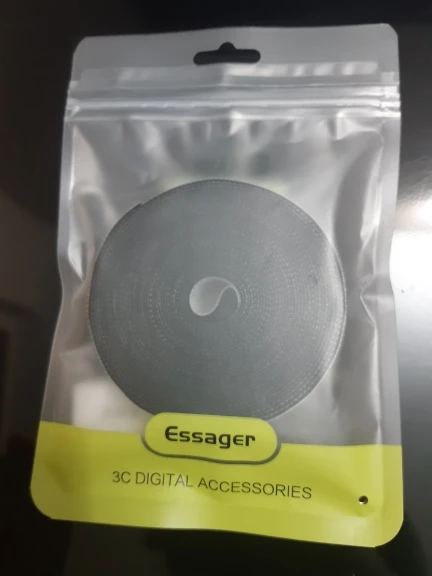 Essager
3C DIGITAL ACCESSORIES